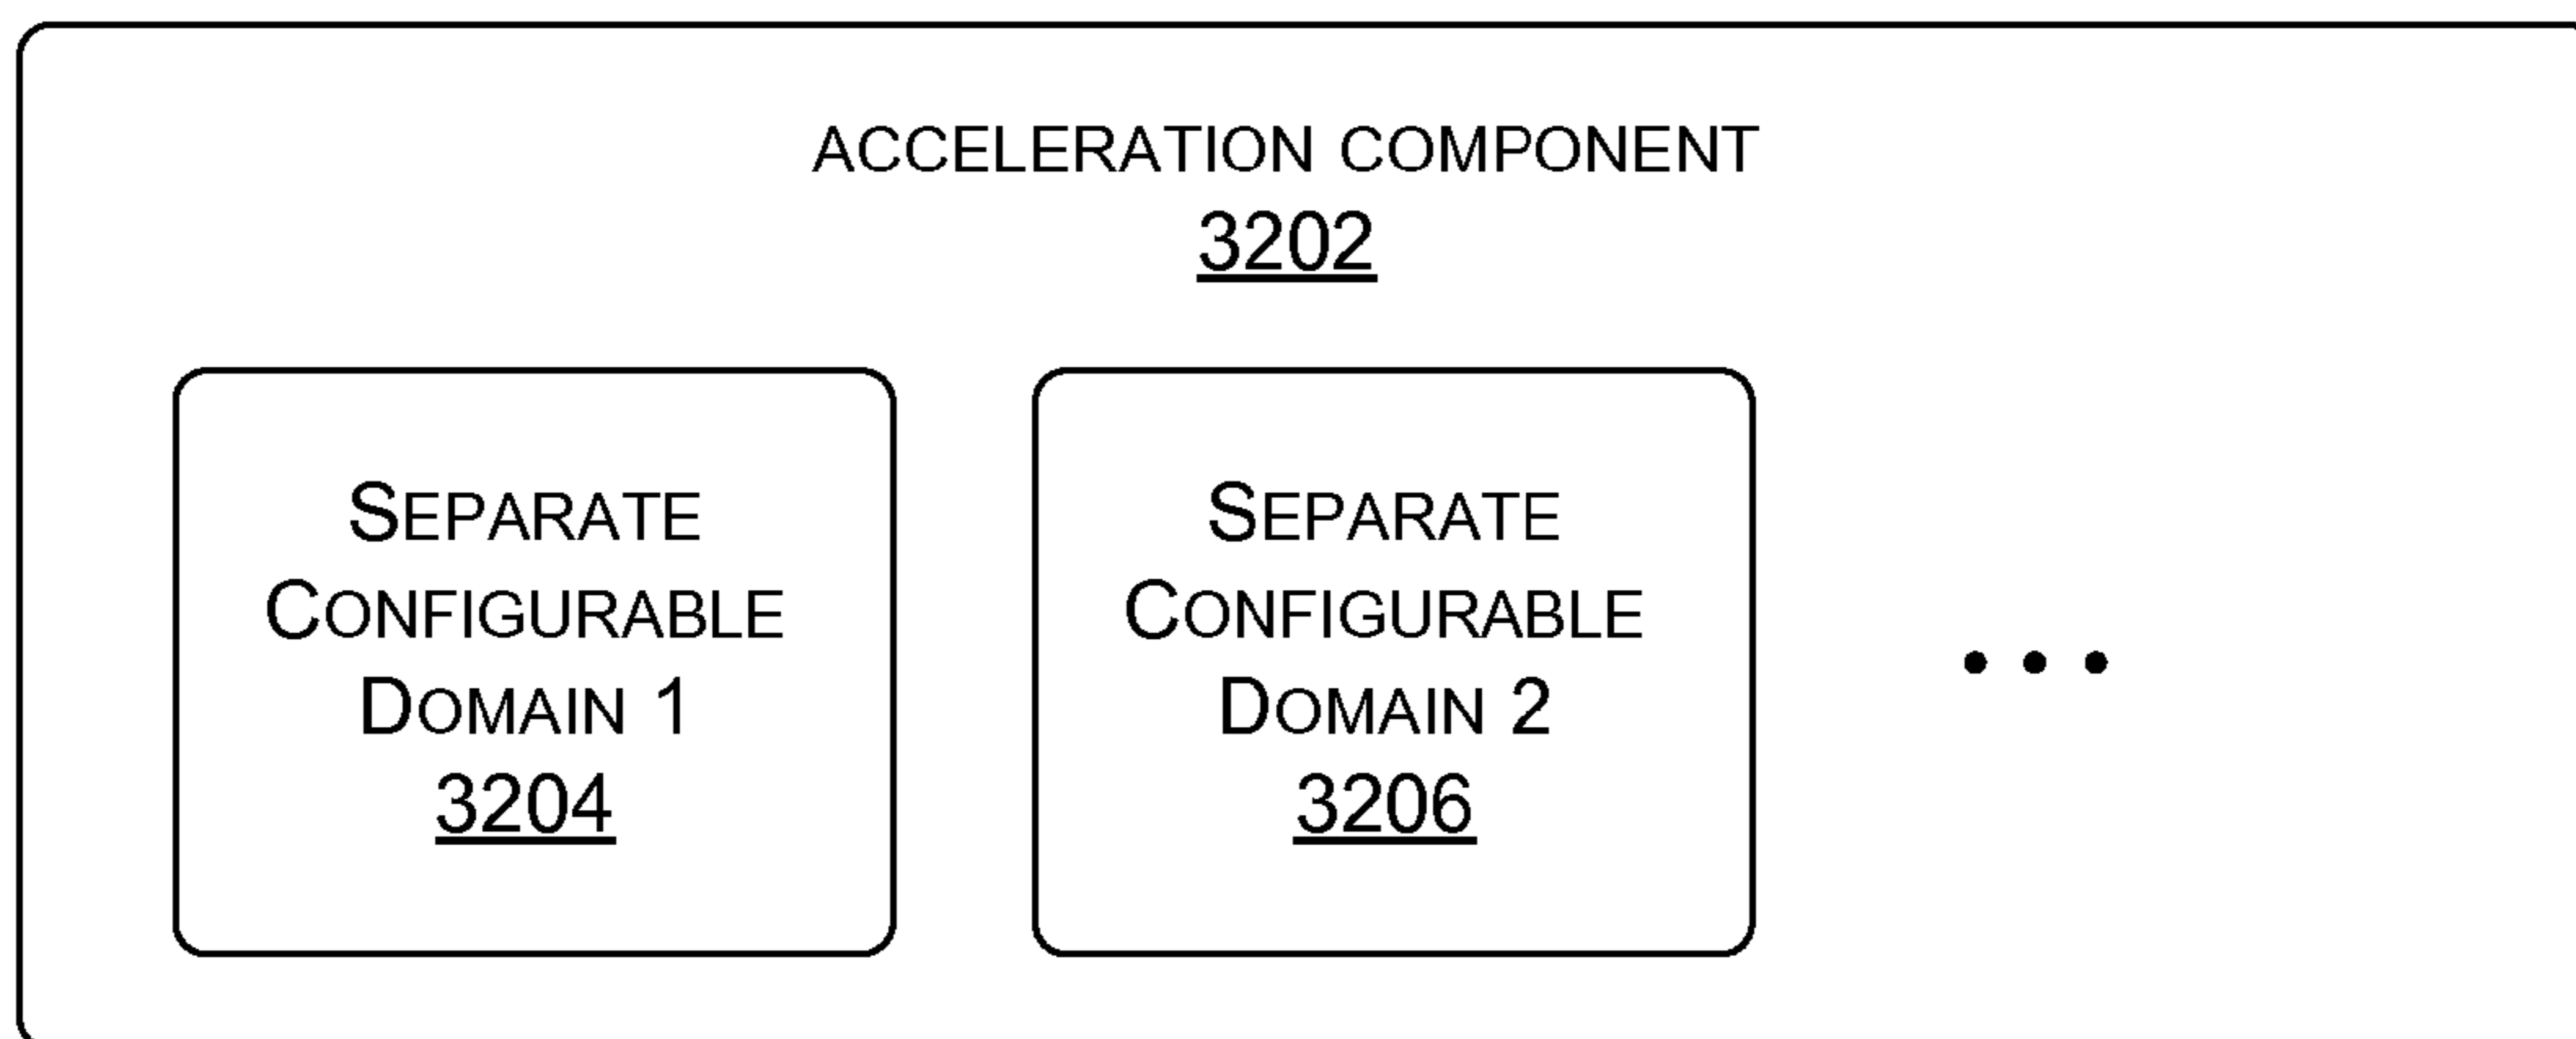 ACCELERATION COMPONENT
3202
SEPARATE
CONFIGURABLE
DOMAIN 1
3204
SEPARATE
CONFIGURABLE
DOMAIN 2
3206
• • •